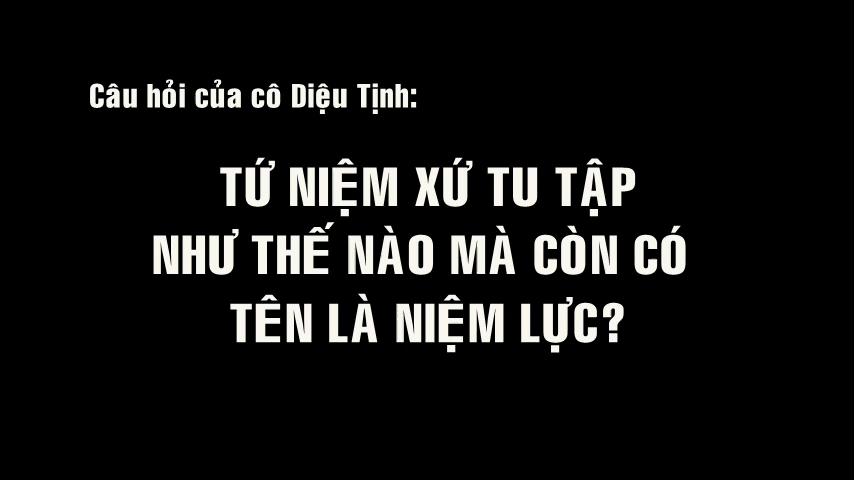 Câu hỏi của cô Diệu Tịnh:
TỨ NIỆM XỨ TU TẬP
NHƯ THẾ NÀO MÀ CÒN CÓ
TÊN LÀ NIỆM LỰC?